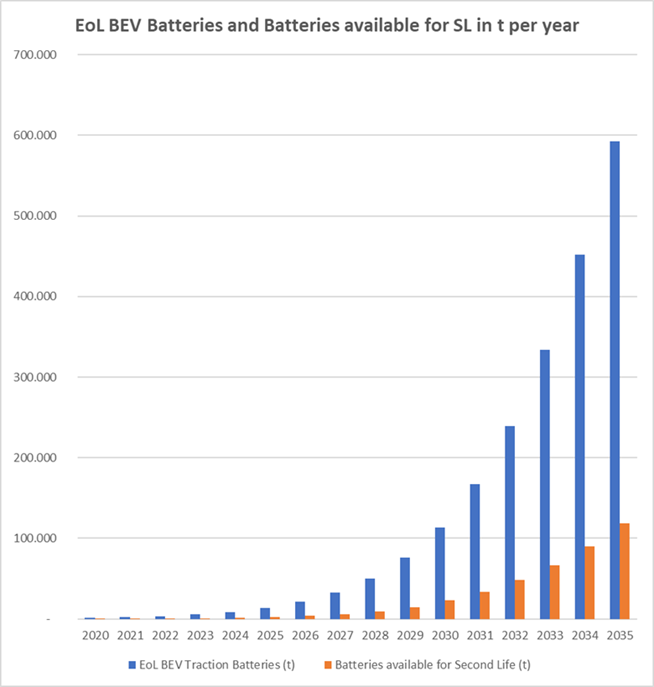 EoL BEV Batteries and Batteries available for SL in t per year
700.000
600.000
500.000
400.000
300.000
200.000
100.000
-
2020 2021 2022 2023 2024 2025 2026 2027 2028 2029 2030 2031 2032 2033 2034 2035
EoL BEV Traction Batteries (t) Batteries available for Second Life (t)